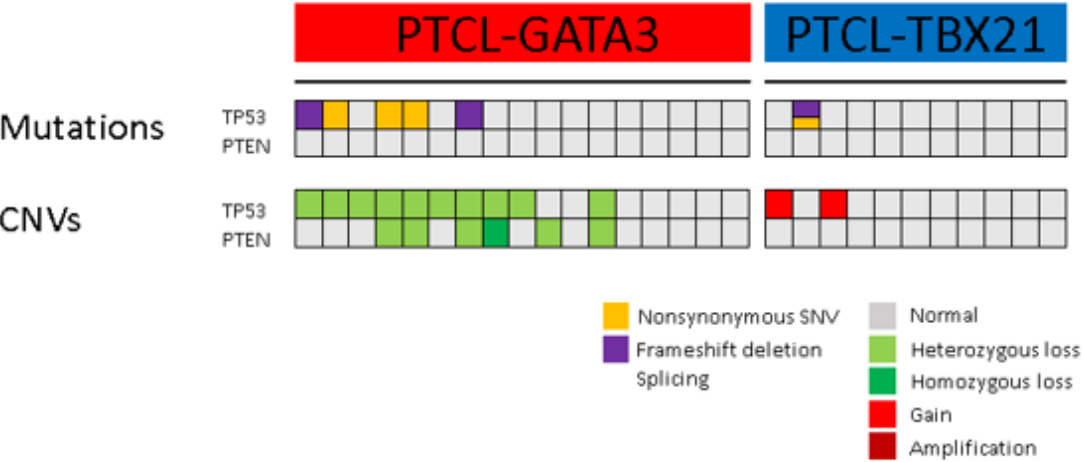 PTCL-GATA3 PTCL-TBX21
Mutations
TP53
PTEN
CNVs
TP53
PTEN
Nonsynonymous SNV
Frameshift deletion
Splicing
Normal
Heterozygous loss
Homozygous loss
Gain
Amplification